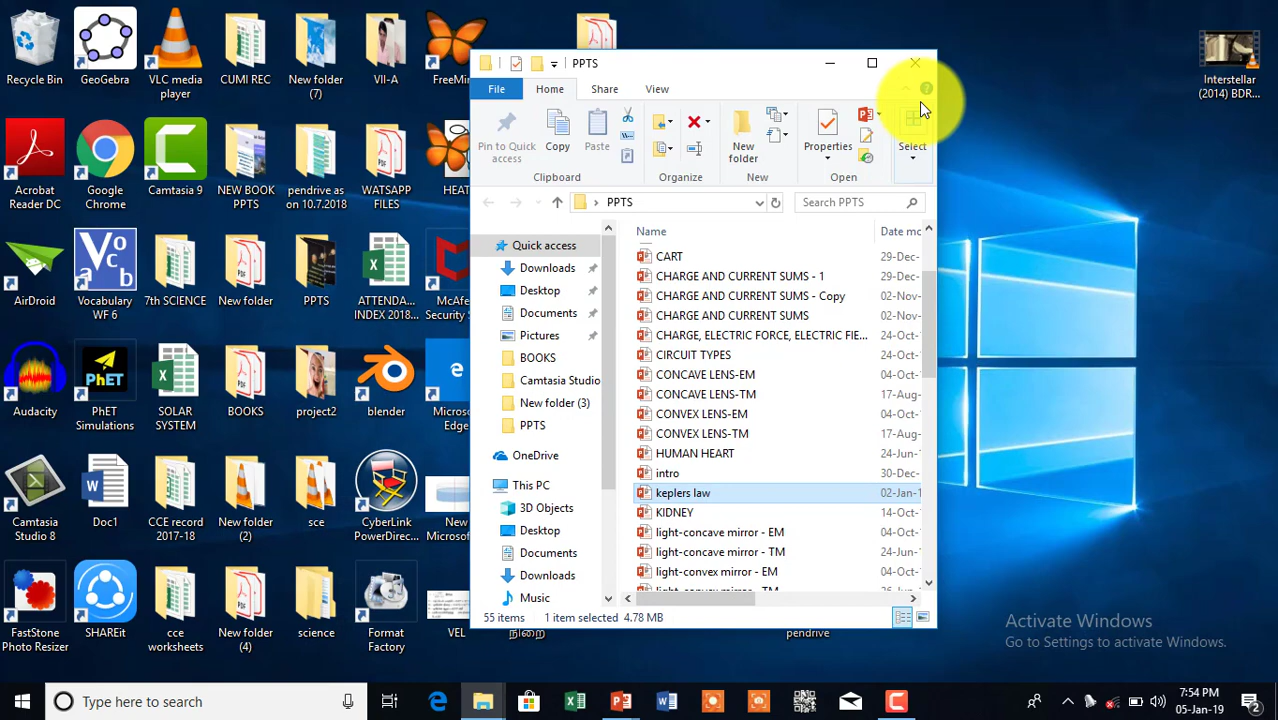 Recycle Bin
GeoGebra
VLC media
player
CUMI REC
New folder
(7)
VII-A
FreeMin
Interstellar
(2014) BDR...
Acrobat
Reader DC
Google
Chrome
Camtasia 9
NEW BOOK
PPTS
pendrive as
on 10.7.2018
WATSAPP
FILES
HEAT
AirDroid
Vocabulary
WF 6
7th SCIENCE
New folder
PPTS
ATTENDA...
INDEX 2018...
McAfe
Security S
Audacity
PhET
Simulations
SOLAR
SYSTEM
BOOKS
project2
blender
Microso
Edge
Camtasia
Studio 8
Doc1
CCE record
2017-18
New folder
(2)
sce
CyberLink
PowerDirec...
New
Microsof
FastStone
Photo Resizer
SHAREit
cce
worksheets
New folder
(4)
science
Format
Factory
VEL
நிறை
pendrive
PPTS
File
Home
Share
View
Pin to Quick
access
Copy
Paste
New
folder
Properties
Select
Clipboard
Organize
New
Open
PPTS
Search PPTS
Quick access
Downloads
Desktop
Documents
Pictures
BOOKS
Camtasia Studio
New folder (3)
PPTS
OneDrive
This PC
3D Objects
Desktop
Documents
Downloads
Music
Name
Date mo
CART
29-Dec-
CHARGE AND CURRENT SUMS - 1
29-Dec-
CHARGE AND CURRENT SUMS - Copy
02-Nov-
CHARGE AND CURRENT SUMS
02-Nov-
CHARGE, ELECTRIC FORCE, ELECTRIC FIE...
24-Oct-
CIRCUIT TYPES
24-Oct-
CONCAVE LENS-EM
04-Oct-
CONCAVE LENS-TM
17-Aug-
CONVEX LENS-EM
04-Oct-
CONVEX LENS-TM
17-Aug-
HUMAN HEART
24-Jun-
intro
30-Dec-
keplers law
02-Jan-1
KIDNEY
14-Oct-
light-concave mirror - EM
04-Oct-
light-concave mirror - TM
24-Jun-
light-convex mirror - EM
04-Oct-
light-convex mirror - TM
55 items
1 item selected 4.78 MB
Activate Windows
Go to Settings to activate Windows.
Type here to search
7:54 PM
05-Jan-19
2